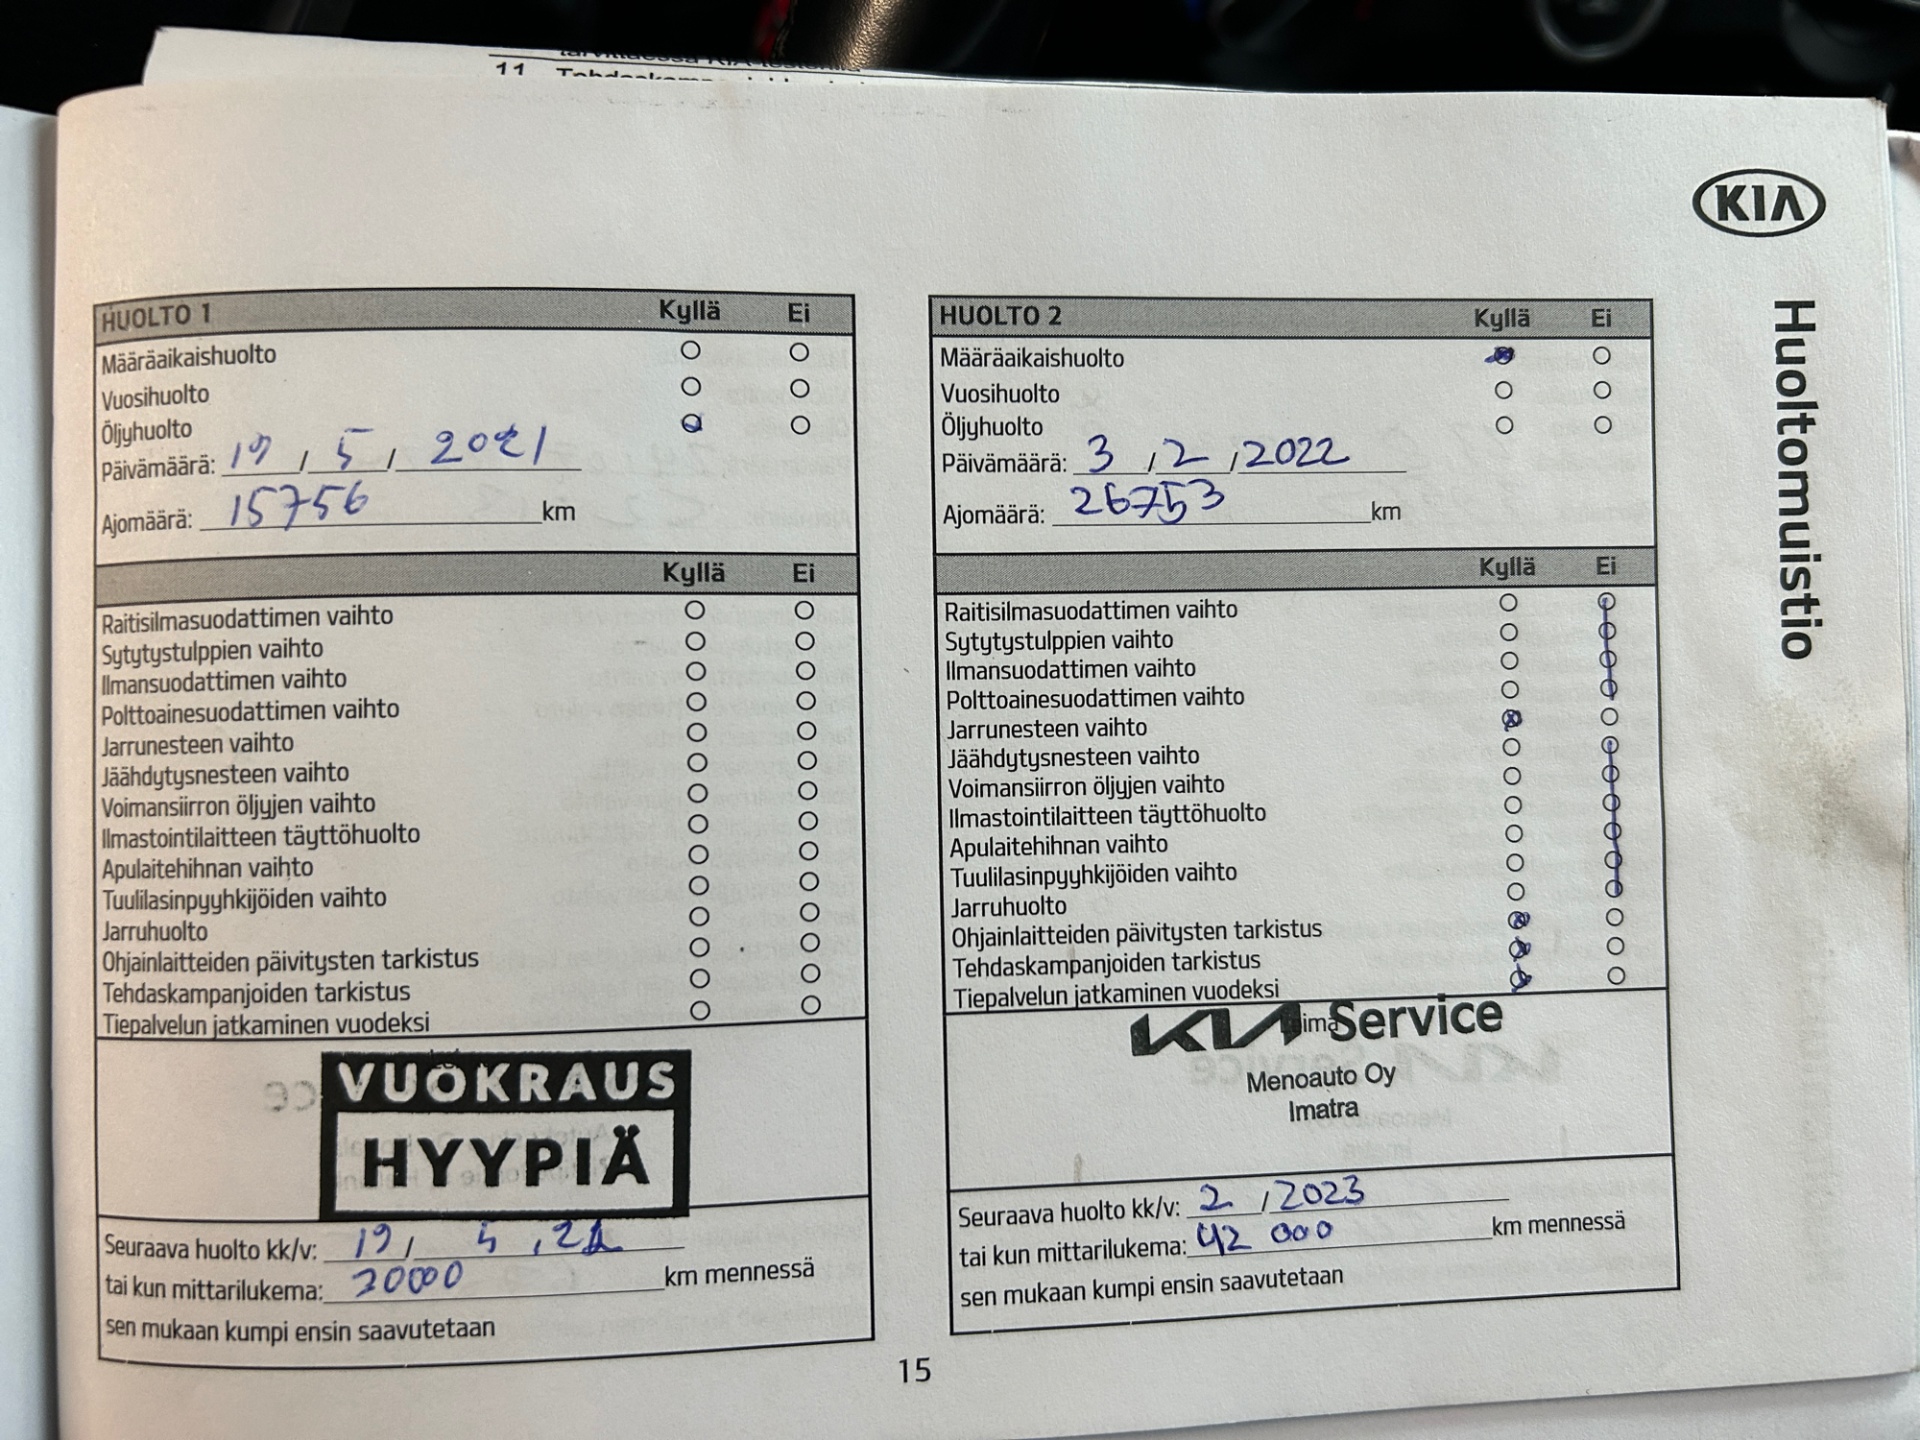 11
KIA
Huoltomuistio
HUOLTO 1 Kyllä Ei
Määräaikaishuolto
Vuosihuolto
Öljyhuolto
Päivämäärä: 19 / 5 / 2021
Ajomäärä: 15756 km
Kyllä Ei
Raitisilmasuodattimen vaihto
Sytytystulppien vaihto
Ilmansuodattimen vaihto
Polttoainesuodattimen vaihto
Jarrunesteen vaihto
Jäähdytysnesteen vaihto
Voimansiirron öljyjen vaihto
Ilmastointilaitteen täyttöhuolto
Apulaitehihnan vaihto
Tuulilasinpyyhkijöiden vaihto
Jarruhuolto
Ohjainlaitteiden päivitysten tarkistus
Tehdaskampanjoiden tarkistus
Tiepalvelun jatkaminen vuodeksi
VUOKRAUS
HYYPIÄ
Seuraava huolto kk/v: 19 / 5
tai kun mittarilukema: km mennessä
sen mukaan kumpi ensin saavutetaan
HUOLTO 2 Kyllä Ei
Määräaikaishuolto
Vuosihuolto
Öljyhuolto
Päivämäärä: 3 / 2 / 2022
Ajomäärä: 26753 km
Kyllä Ei
Raitisilmasuodattimen vaihto
Sytytystulppien vaihto
Ilmansuodattimen vaihto
Polttoainesuodattimen vaihto
Jarrunesteen vaihto
Jäähdytysnesteen vaihto
Voimansiirron öljyjen vaihto
Ilmastointilaitteen täyttöhuolto
Apulaitehihnan vaihto
Tuulilasinpyyhkijöiden vaihto
Jarruhuolto
Ohjainlaitteiden päivitysten tarkistus
Tehdaskampanjoiden tarkistus
Tiepalvelun jatkaminen vuodeksi
KIA Service
Menoauto Oy
Imatra
Seuraava huolto kk/v: 2 / 2023
tai kun mittarilukema: 42 000 km mennessä
sen mukaan kumpi ensin saavutetaan
15